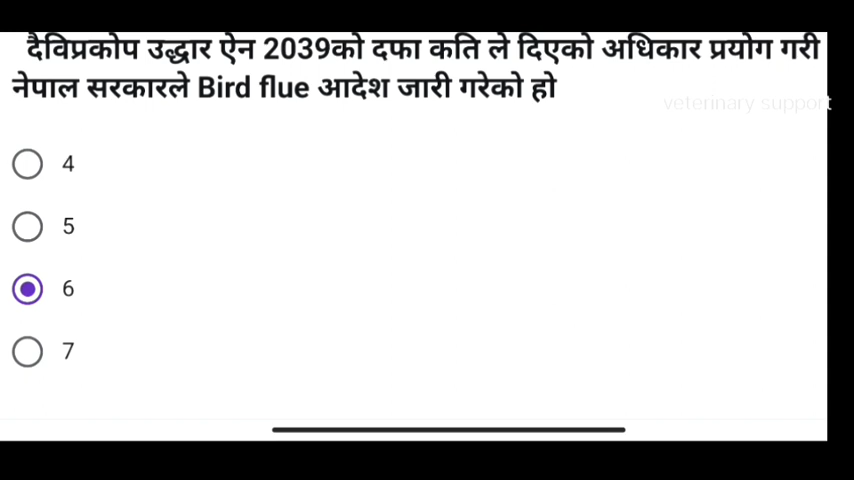 दैविप्रकोप उद्धार ऐन 2039को दफा कति ले दिएको अधिकार प्रयोग गरी
नेपाल सरकारले Bird flue आदेश जारी गरेको हो
veterinary support
4
5
6
7